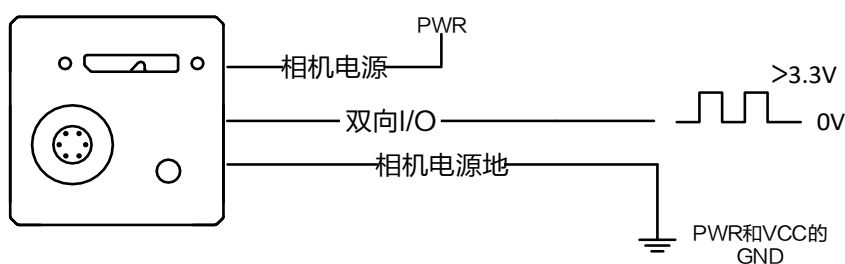 PWR
相机电源
>3.3V
双向I/O
0V
相机电源地
PWR和VCC的
GND